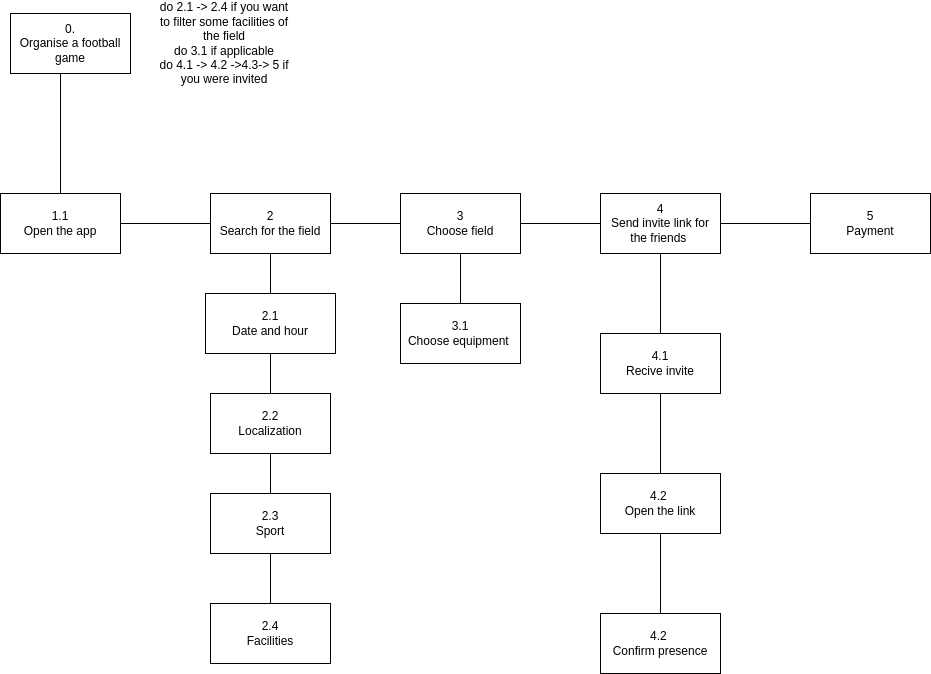 0.
Organise a football
game
do 2.1 -> 2.4 if you want
to filter some facilities of
the field
do 3.1 if applicable
do 4.1 -> 4.2 ->4.3-> 5 if
you were invited
1.1
Open the app
2
Search for the field
3
Choose field
4
Send invite link for
the friends
5
Payment
2.1
Date and hour
2.2
Localization
2.3
Sport
2.4
Facilities
3.1
Choose equipment
4.1
Recive invite
4.2
Open the link
4.2
Confirm presence